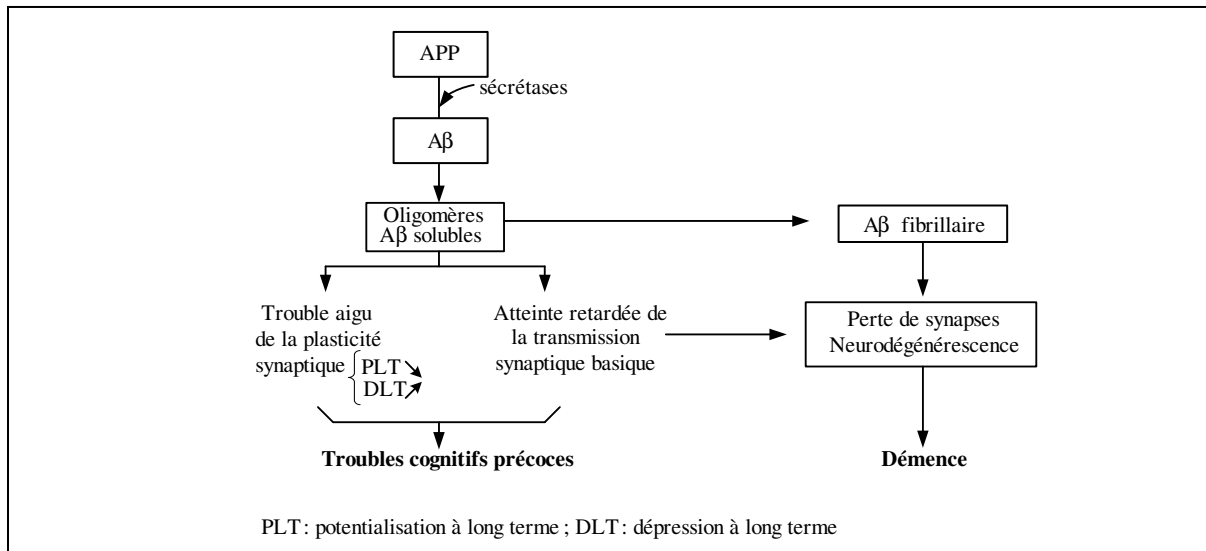 APP
sécrétases
Aβ
Oligomères
Aβ solubles
Aβ fibrillaire
Trouble aigu
de la plasticité
synaptique
PLT
DLT
Atteinte retardée de
la transmission
synaptique basique
Perte de synapses
Neurodégénérescence
Troubles cognitifs précoces
Démence
PLT : potentialisation à long terme ; DLT : dépression à long terme